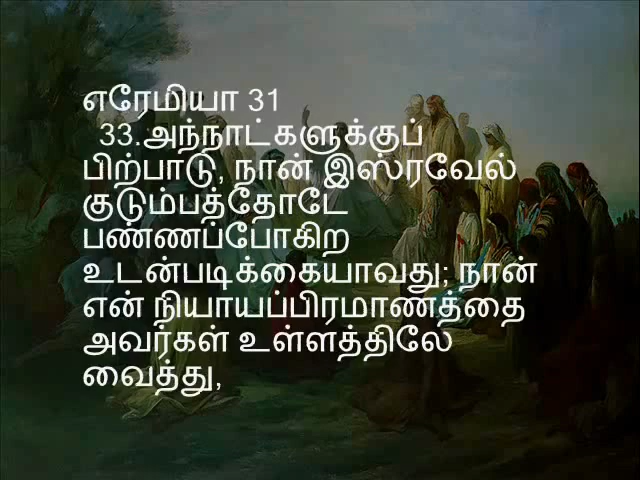 எரேமியா 31
33.அந்நாட்களுக்குப்
பிற்பாடு, நான் இஸ்ரவேல்
குடும்பத்தோடே
பண்ணப்போகிற
உடன்படிக்கையாவது; நான்
என் நியாயப்பிரமாணத்தை
அவர்கள் உள்ளத்திலே
வைத்து,